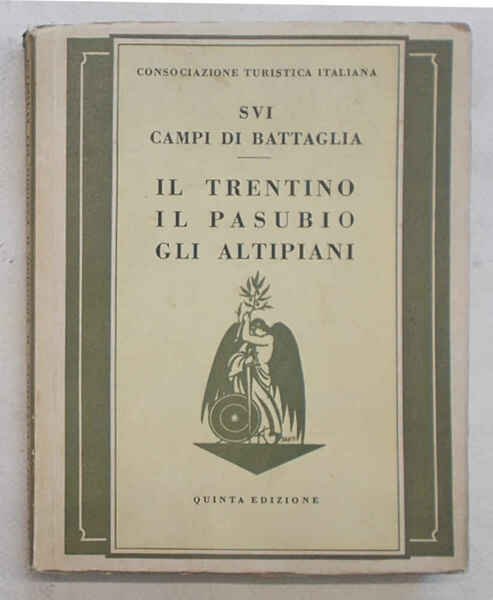 CONSOCIAZIONE TURISTICA ITALIANA
SVI
CAMPI DI BATTAGLIA
IL TRENTINO
IL PASUBIO
GLI ALTIPIANI
QUINTA EDIZIONE